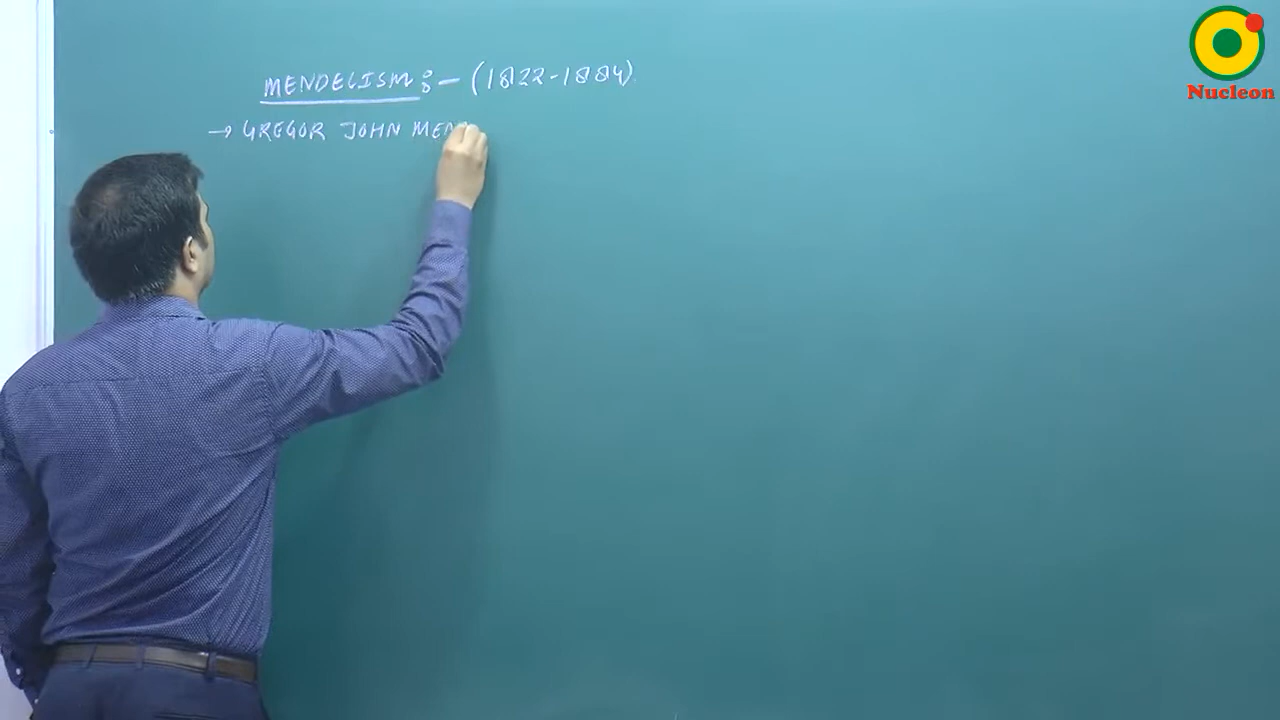 MENDELISM :- (1822-1884)
→ GREGOR JOHN MEN
Nucleon